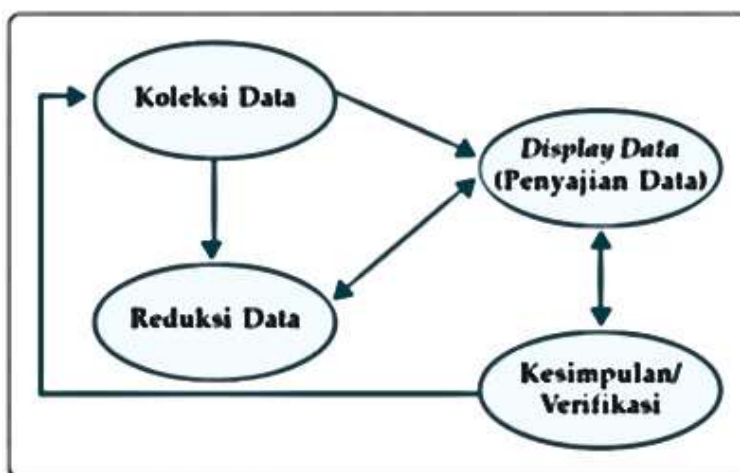 Koleksi Data
Display Data
(Penyajian Data)
Reduksi Data
Kesimpulan/
Verifikasi